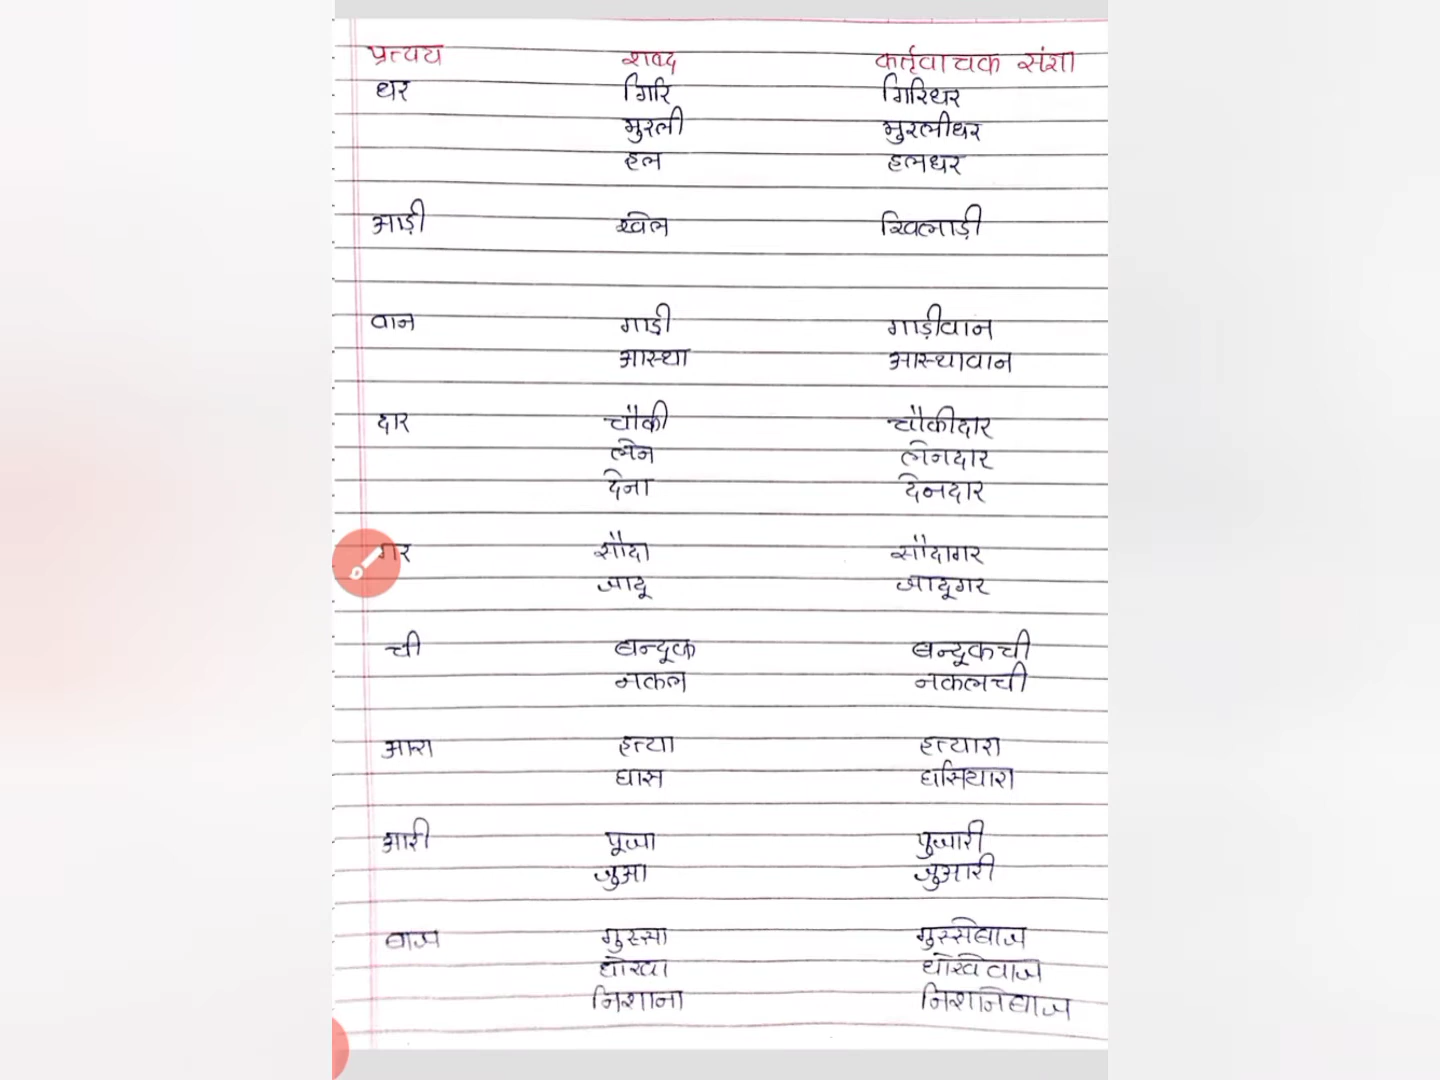 प्रत्यय शब्द कर्तृवाचक संज्ञा
धर गिरि गिरिधर
मुरली मुरलीधर
हल हलधर
आड़ी खेल खिलाड़ी
वान गाड़ी गाड़ीवान
आस्था आस्थावान
दार चौकी चौकीदार
लेन लेनदार
देना देनदार
गर सौदा सौदागर
जादू जादूगर
ची बन्दूक बन्दूकची
नकल नकलची
आरा हत्या हत्यारा
घास घसियारा
आरी पूजा पुजारी
जुआ जुआरी
बाज गुस्सा गुस्सेबाज
धोखा धोखेवाज
निशाना निशानेबाज